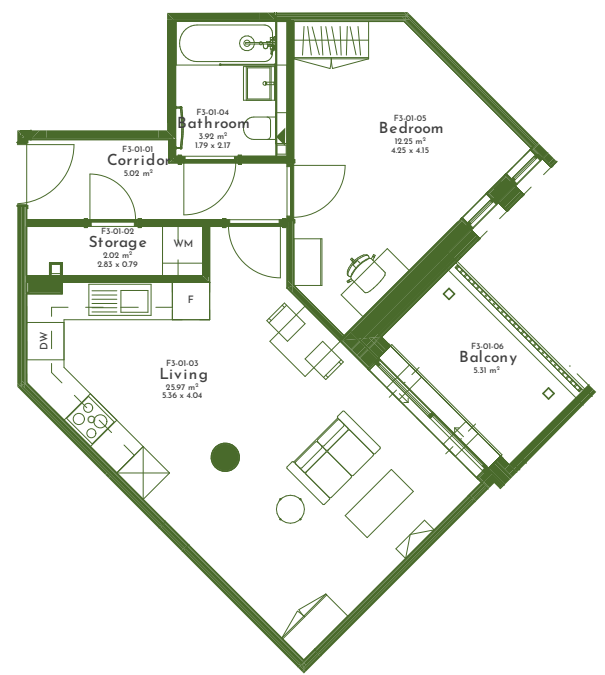 F3-01-04
Bathroom
3.92 m²
1.79 x 2.17
F3-01-05
Bedroom
12.25 m²
4.25 x 4.15
F3-01-01
Corridor
5.02 m²
F3-01-02
Storage
2.02 m²
2.83 x 0.79
WM
F
DW
F3-01-03
Living
25.97 m²
5.36 x 4.04
F3-01-06
Balcony
5.31 m²